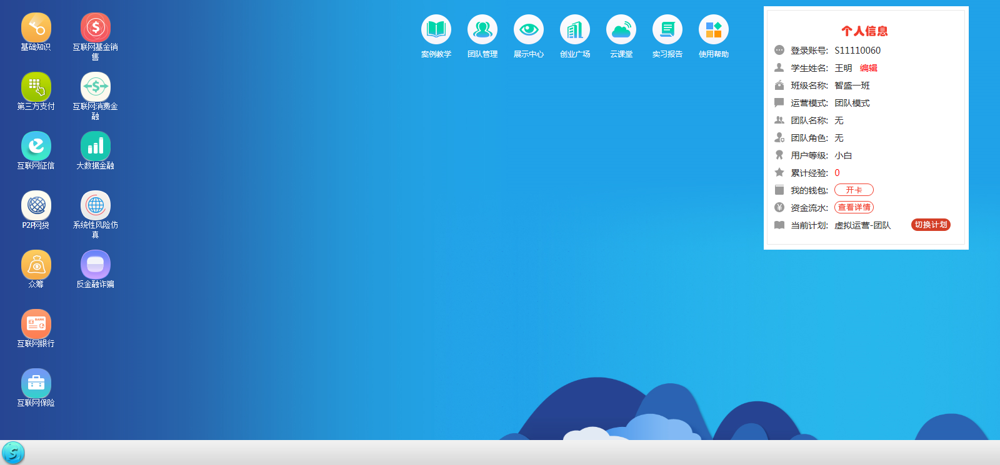 基础知识
互联网基金销
售
第三方支付
互联网消费金
融
互联网征信
大数据金融
P2P网贷
系统性风险仿
真
众筹
反金融诈骗
互联网银行
互联网保险
案例教学
团队管理
展示中心
创业广场
云课堂
实习报告
使用帮助
个人信息
登录账号: S11110060
学生姓名: 王明 编辑
班级名称: 智盛一班
运营模式: 团队模式
团队名称: 无
团队角色: 无
用户等级: 小白
累计经验: 0
我的钱包: 开卡
资金流水: 查看详情
当前计划: 虚拟运营-团队 切换计划